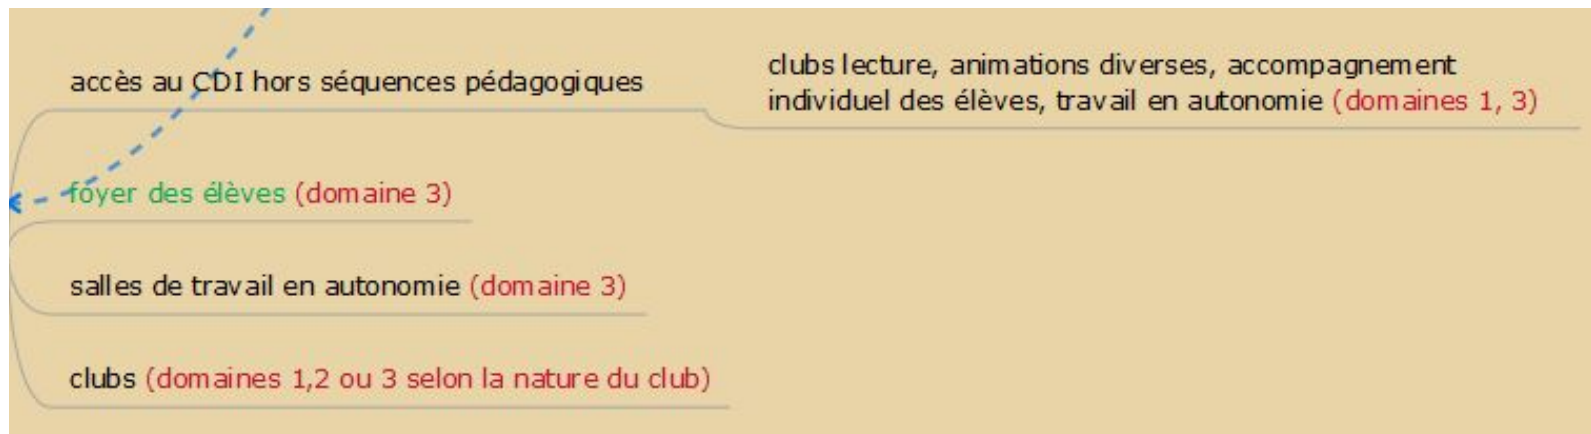 accès au CDI hors séquences pédagogiques
clubs lecture, animations diverses, accompagnement
individuel des élèves, travail en autonomie (domaines 1, 3)
foyer des élèves (domaine 3)
salles de travail en autonomie (domaine 3)
clubs (domaines 1,2 ou 3 selon la nature du club)